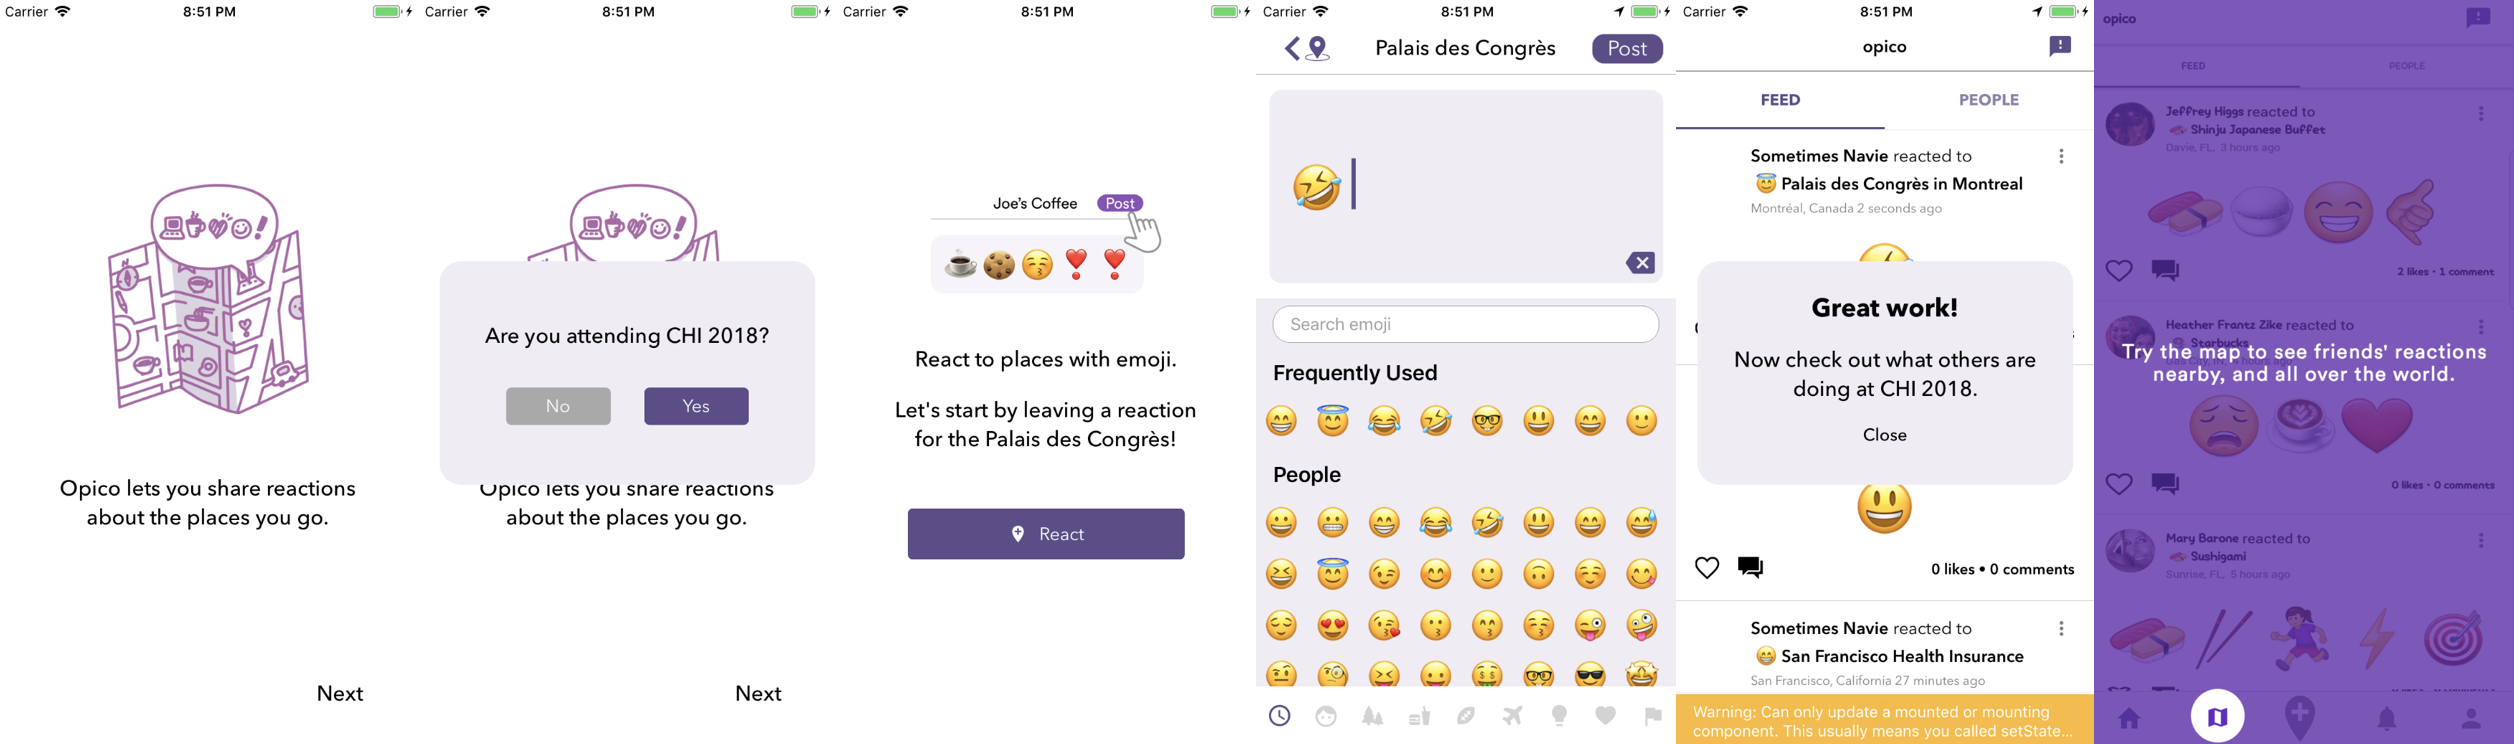 Carrier
8:51 PM
Opico lets you share reactions
about the places you go.
Next
Carrier
8:51 PM
Are you attending CHI 2018?
No
Yes
Opico lets you share reactions
about the places you go.
Next
Carrier
8:51 PM
Joe's Coffee
Post
React to places with emoji.
Let's start by leaving a reaction
for the Palais des Congrès!
React
Carrier
8:51 PM
Palais des Congrès
Post
Search emoji
Frequently Used
People
Carrier
8:51 PM
opico
FEED
PEOPLE
Sometimes Navie reacted to
Palais des Congrès in Montreal
Montréal, Canada 2 seconds ago
Great work!
Now check out what others are
doing at CHI 2018.
Close
0 likes • 0 comments
Sometimes Navie reacted to
San Francisco Health Insurance
San Francisco, California 27 minutes ago
Warning: Can only update a mounted or mounting
component. This usually means you called setState...
opico
FEED
PEOPLE
Jeffrey Higgs reacted to
Shinju Japanese Buffet
Davie, FL, 3 hours ago
2 likes • 1 comment
Heather Frantz Zike reacted to
Starbucks
Try the map to see friends' reactions
nearby, and all over the world.
0 likes • 0 comments
Mary Barone reacted to
Sushigami
Sunrise, FL, 5 hours ago